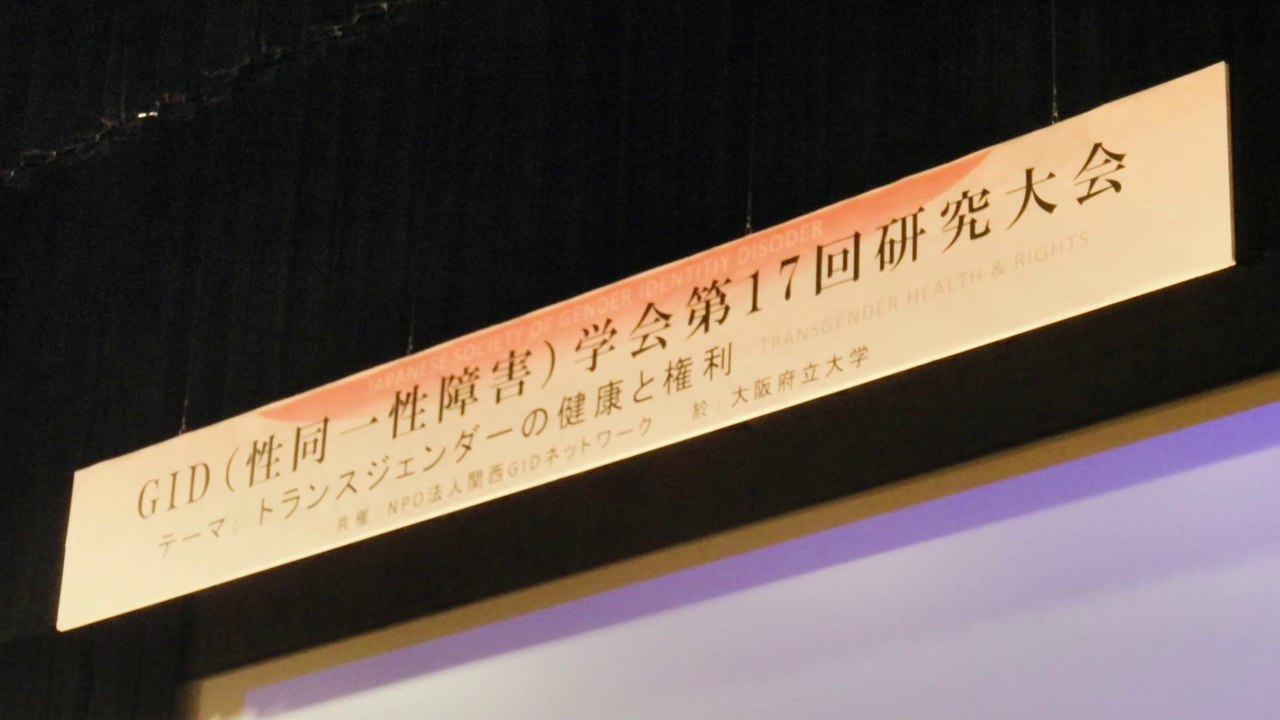 JAPANESE SOCIETY OF GENDER IDENTITIY DISODER
GID(性同一性障害)学会第17回研究大会
テーマ: トランスジェンダーの健康と権利 TRANSGENDER HEALTH & RIGHTS
共催:NPO法人関西GIDネットワーク 於:大阪府立大学